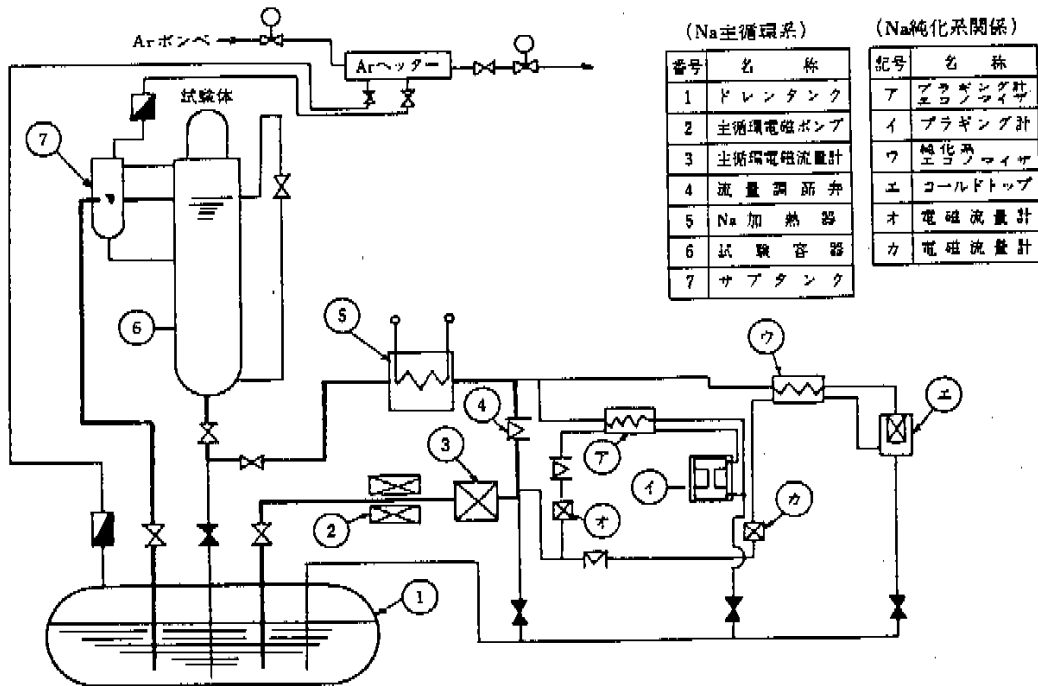 Arボンベ
Arヘッダー
試験体
7
6
5
4
3
2
1
ア
イ
ウ
エ
オ
カ
(Na主循環系)
番号 名称
1 ドレンタンク
2 主循環電磁ポンプ
3 主循環電磁流量計
4 流量調節弁
5 Na加熱器
6 試験容器
7 サブタンク
(Na純化系関係)
記号 名称
ア プラギング計エコノマイザ
イ プラギング計
ウ 純化系エコノマイザ
エ コールドトップ
オ 電磁流量計
カ 電磁流量計